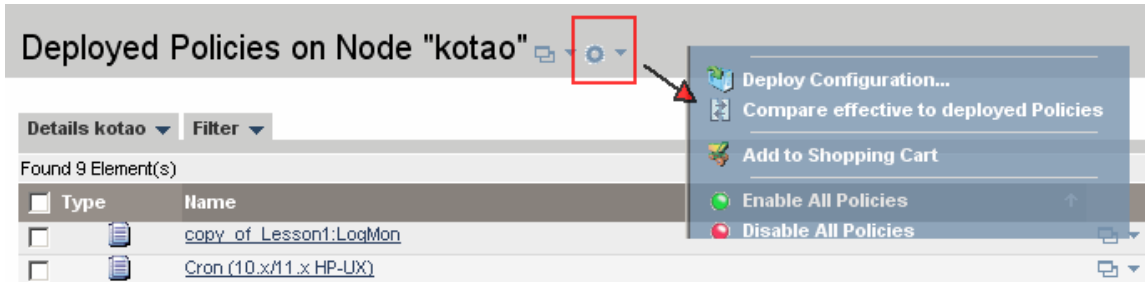 Deployed Policies on Node "kotao"
Deploy Configuration...
Compare effective to deployed Policies
Add to Shopping Cart
Enable All Policies
Disable All Policies
Details kotao Filter
Found 9 Element(s)
Type Name
copy_of_Lesson1:LogMon
Cron (10.x/11.x HP-UX)